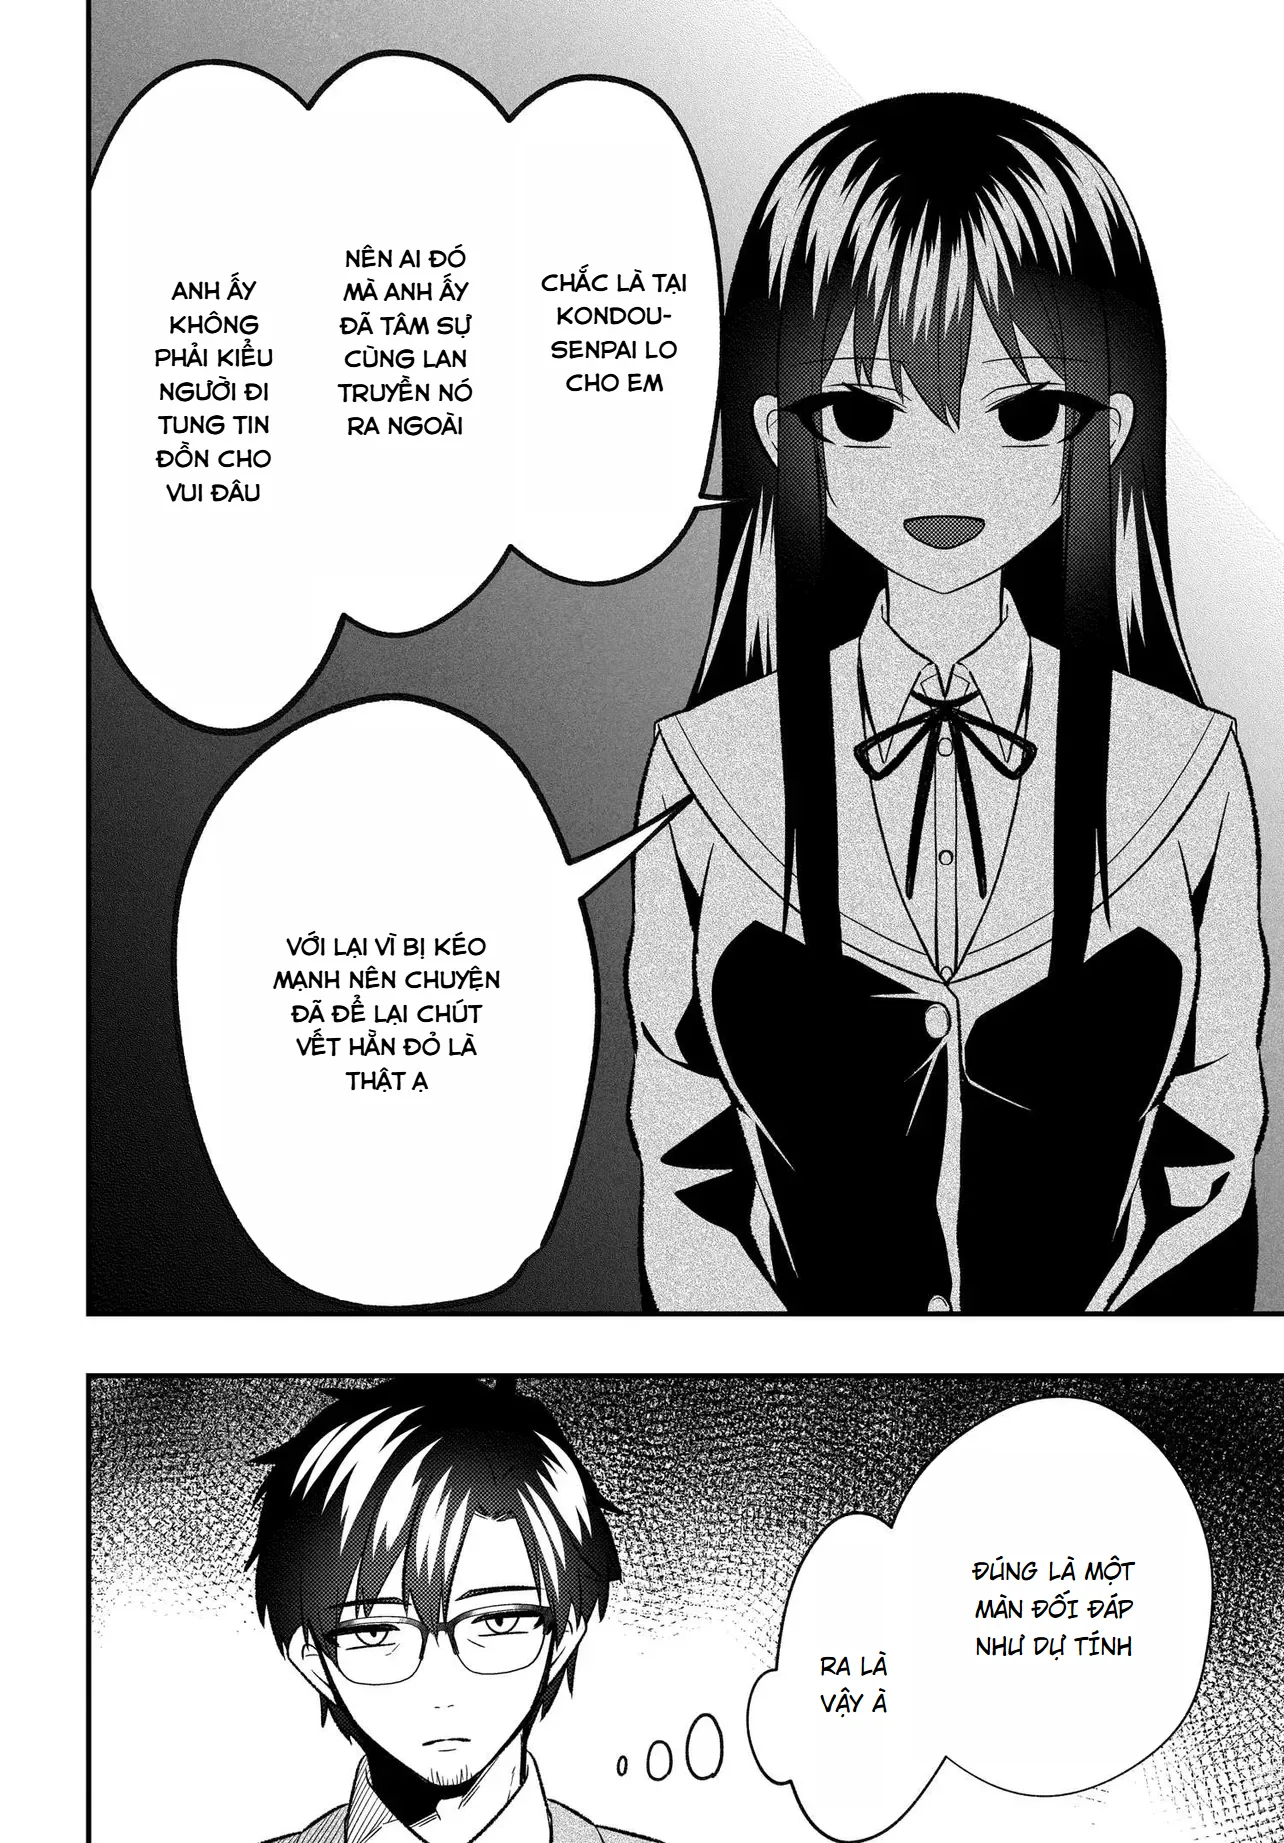 CHẮC LÀ TẠI
KONDOU-
SENPAI LO
CHO EM
NÊN AI ĐÓ
MÀ ANH ẤY
ĐÃ TÂM SỰ
CÙNG LAN
TRUYỀN NÓ
RA NGOÀI
ANH ẤY
KHÔNG
PHẢI KIỂU
NGƯỜI ĐI
TUNG TIN
ĐỒN CHO
VUI ĐÂU
VỚI LẠI VÌ BỊ KÉO
MẠNH NÊN CHUYỆN
ĐÃ ĐỂ LẠI CHÚT
VẾT HẰN ĐỎ LÀ
THẬT Ạ
ĐÚNG LÀ MỘT
MÀN ĐỐI ĐÁP
NHƯ DỰ TÍNH
RA LÀ
VẬY À